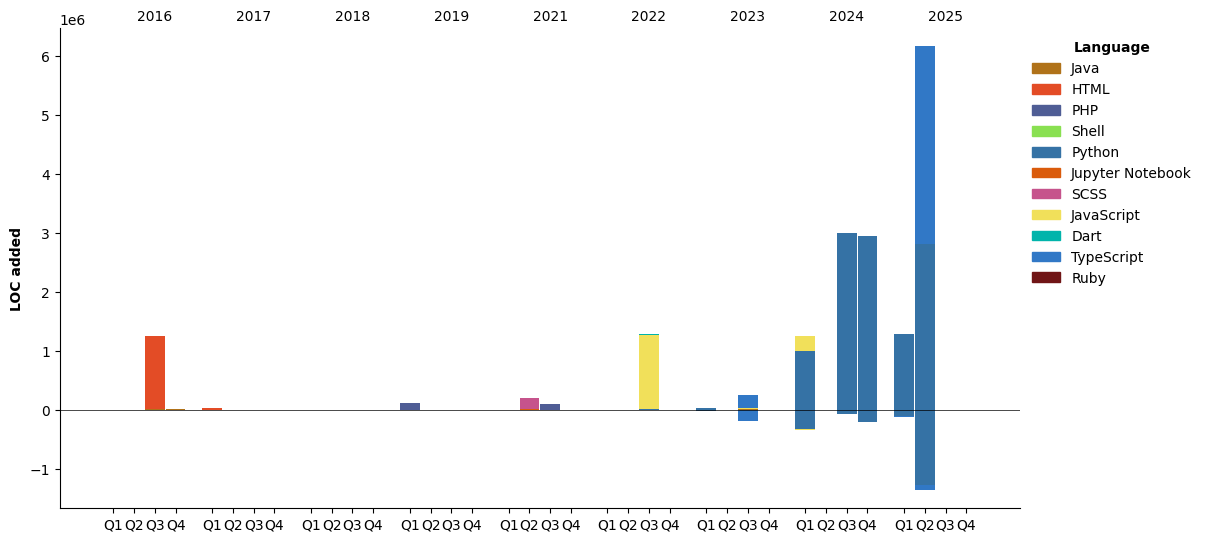 1e6
2016 2017 2018 2019 2021 2022 2023 2024 2025
6
5
4
3
2
1
0
−1
LOC added
Q1 Q2 Q3 Q4 Q1 Q2 Q3 Q4 Q1 Q2 Q3 Q4 Q1 Q2 Q3 Q4 Q1 Q2 Q3 Q4 Q1 Q2 Q3 Q4 Q1 Q2 Q3 Q4 Q1 Q2 Q3 Q4 Q1 Q2 Q3 Q4
Language
Java
HTML
PHP
Shell
Python
Jupyter Notebook
SCSS
JavaScript
Dart
TypeScript
Ruby